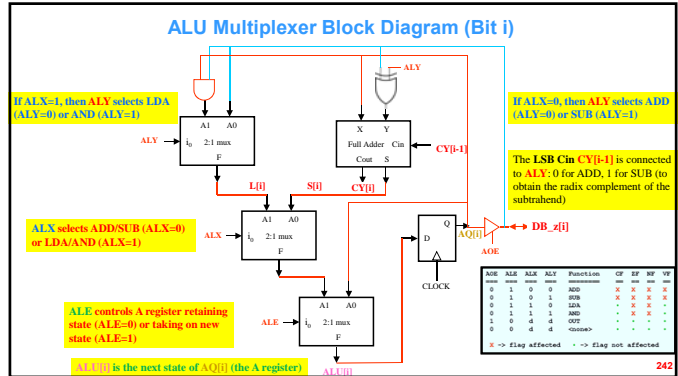 ALU Multiplexer Block Diagram (Bit i)
ALY
If ALX=1, then ALY selects LDA
(ALY=0) or AND (ALY=1)
If ALX=0, then ALY selects ADD
(ALY=0) or SUB (ALY=1)
A1 A0
ALY i0 2:1 mux
F
X Y
Full Adder Cin
Cout S
CY[i-1]
The LSB Cin CY[i-1] is connected
to ALY: 0 for ADD, 1 for SUB (to
obtain the radix complement of the
subtrahend)
L[i] S[i] CY[i]
ALX selects ADD/SUB (ALX=0)
or LDA/AND (ALX=1)
A1 A0
ALX i0 2:1 mux
F
D Q
AQ[i]
DB_z[i]
AOE
CLOCK
ALE controls A register retaining
state (ALE=0) or taking on new
state (ALE=1)
A1 A0
ALE i0 2:1 mux
F
AOE ALE ALX ALY Function CF ZF NF VF
=== === === === ======== == == == ==
0 1 0 0 ADD X X X X
0 1 0 1 SUB X X X X
0 1 1 0 LDA • X X •
0 1 1 1 AND • X X •
1 0 d d OUT • • • •
0 0 d d <none> • • • •
X -> flag affected • -> flag not affected
ALU[i] is the next state of AQ[i] (the A register)
ALU[i]
242